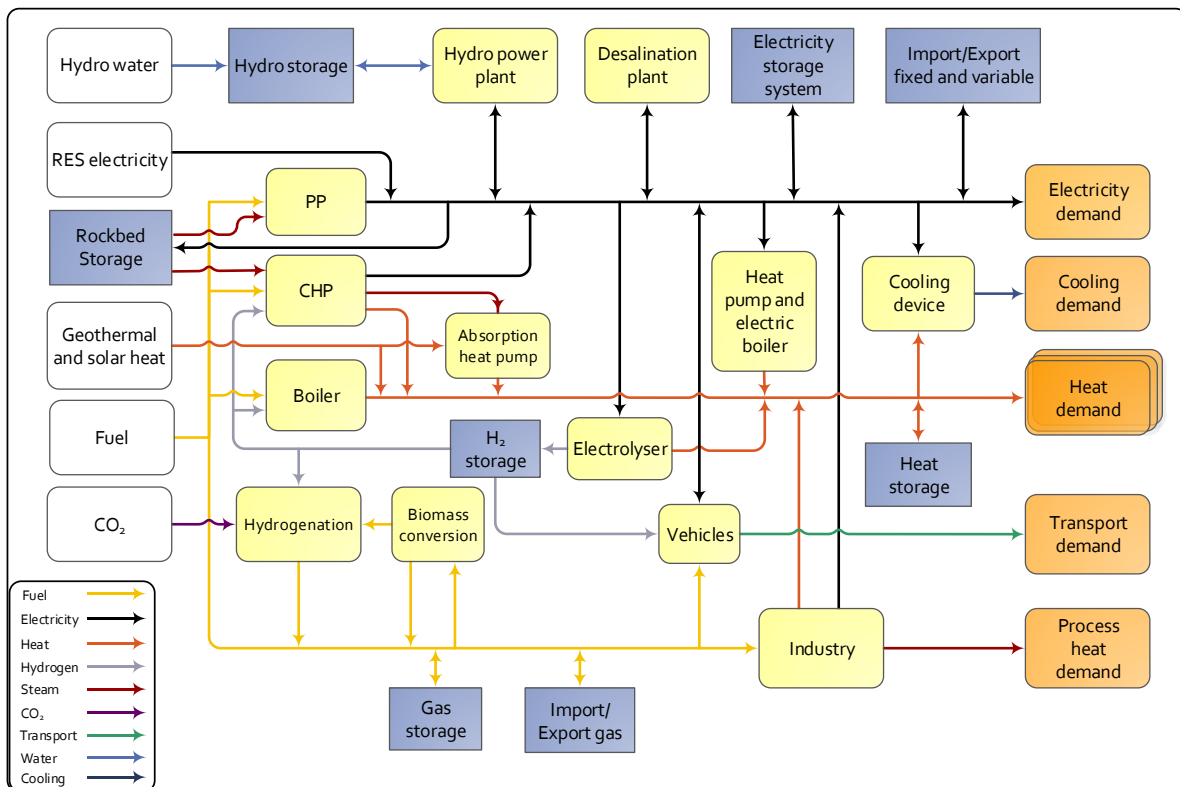 Hydro water
Hydro storage
Hydro power
plant
Desalination
plant
Electricity
storage
system
Import/Export
fixed and variable
RES electricity
PP
Electricity
demand
Rockbed
Storage
CHP
Heat
pump and
electric
boiler
Cooling
device
Cooling
demand
Geothermal
and solar heat
Absorption
heat pump
Boiler
Heat
demand
Fuel
H₂
storage
Electrolyser
Heat
storage
CO₂
Hydrogenation
Biomass
conversion
Vehicles
Transport
demand
Fuel
Electricity
Heat
Hydrogen
Steam
CO₂
Transport
Water
Cooling
Industry
Process
heat
demand
Gas
storage
Import/
Export gas